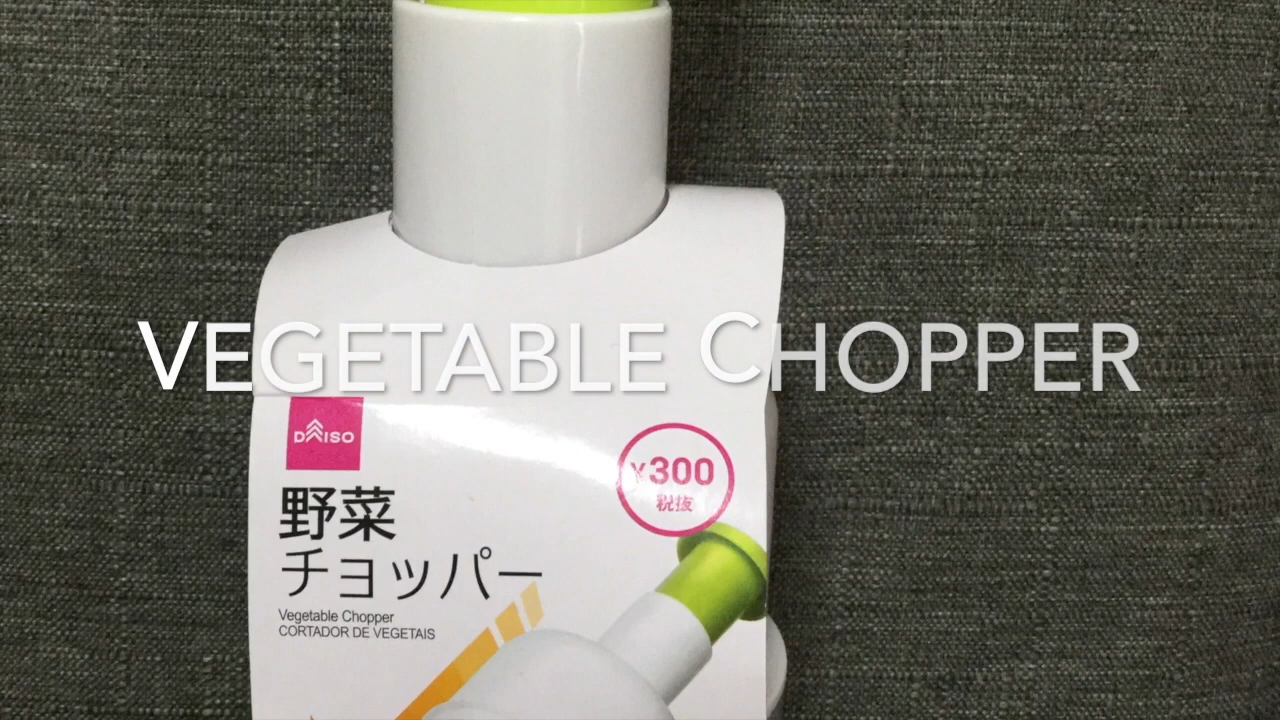 VEGETABLE CHOPPER
DAISO
¥300
税抜
野菜
チョッパー
Vegetable Chopper
CORTADOR DE VEGETAIS